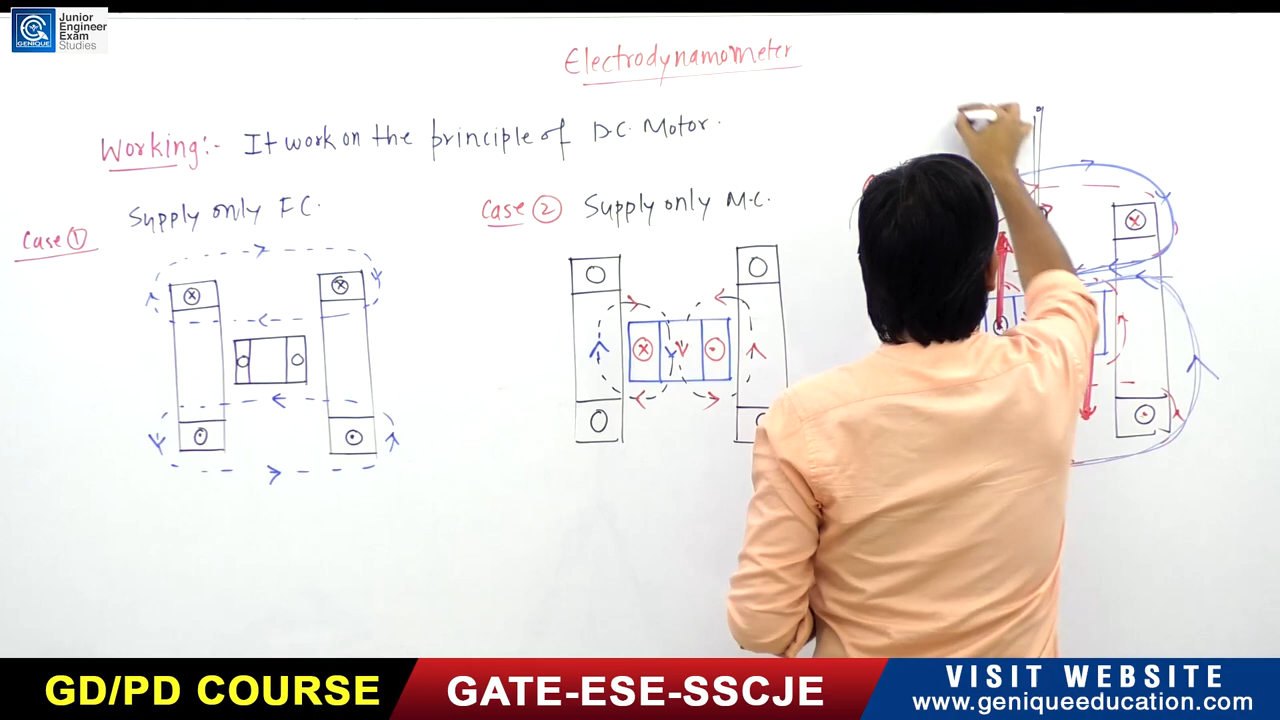 GENIQUE
Junior
Engineer
Exam
Studies
Electrodynamometer
Working:- It work on the principle of D.C. Motor.
Case ① Supply only F C.
Case ② Supply only M.C.
GD/PD COURSE
GATE-ESE-SSCJE
VISIT WEBSITE
www.geniqueeducation.com